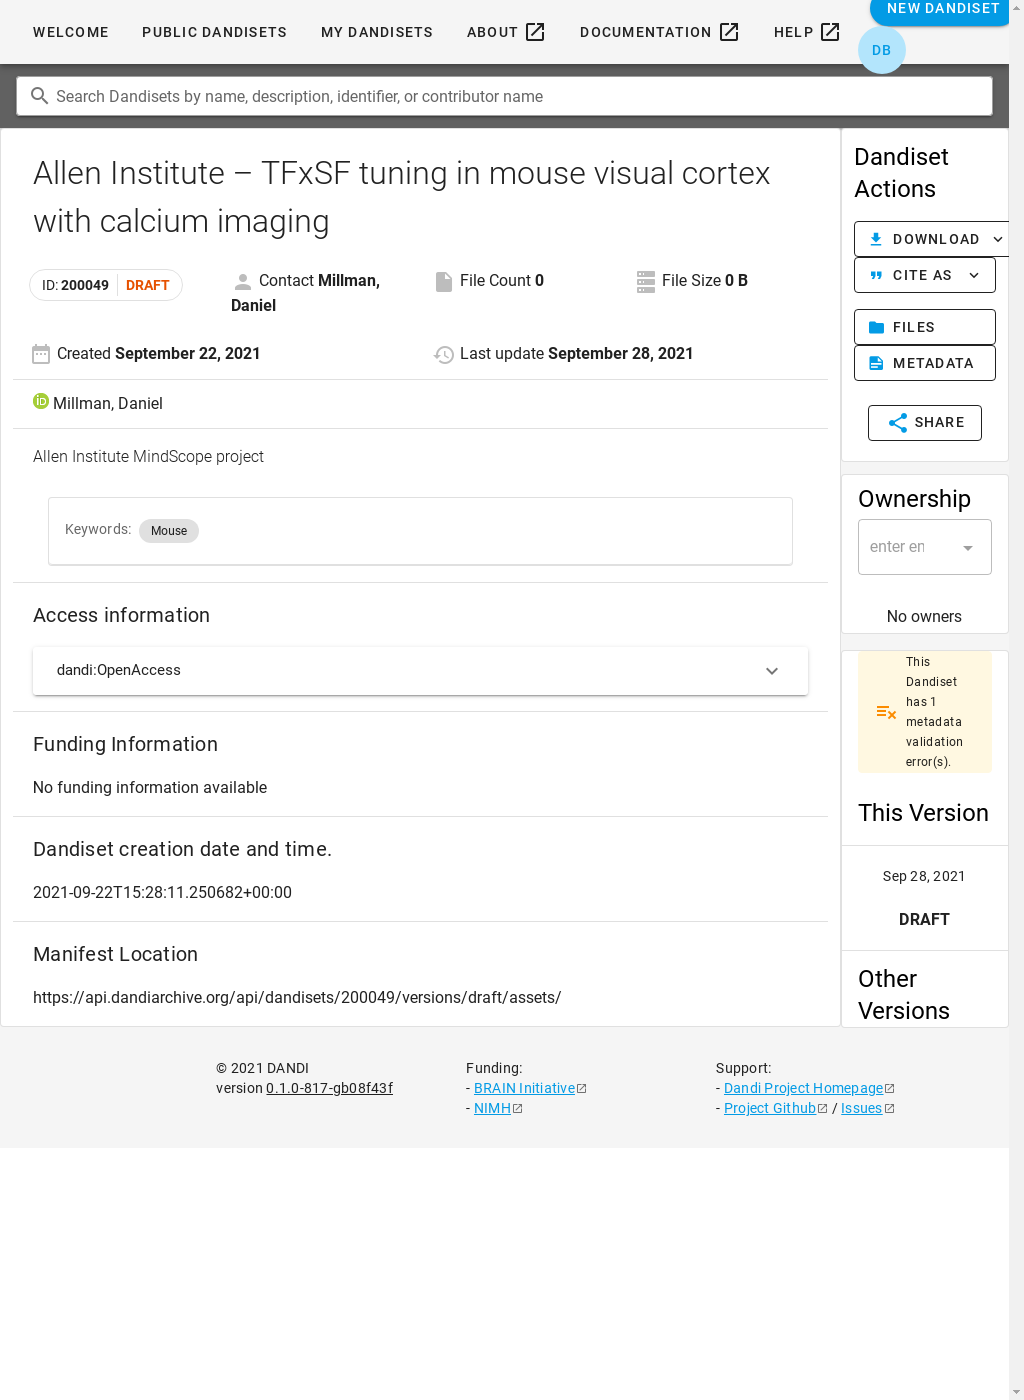 WELCOME PUBLIC DANDISETS MY DANDISETS ABOUT DOCUMENTATION HELP NEW DANDISET
DB
Search Dandisets by name, description, identifier, or contributor name
Allen Institute – TFxSF tuning in mouse visual cortex
with calcium imaging
ID: 200049 DRAFT
Contact Millman,
Daniel
File Count 0
File Size 0 B
Created September 22, 2021
Last update September 28, 2021
iD Millman, Daniel
Allen Institute MindScope project
Keywords: Mouse
Access information
dandi:OpenAccess
Funding Information
No funding information available
Dandiset creation date and time.
2021-09-22T15:28:11.250682+00:00
Manifest Location
https://api.dandiarchive.org/api/dandisets/200049/versions/draft/assets/
Dandiset
Actions
DOWNLOAD
CITE AS
FILES
METADATA
SHARE
Ownership
enter en
No owners
This
Dandiset
has 1
metadata
validation
error(s).
This Version
Sep 28, 2021
DRAFT
Other
Versions
© 2021 DANDI
version 0.1.0-817-gb08f43f
Funding:
- BRAIN Initiative
- NIMH
Support:
- Dandi Project Homepage
- Project Github / Issues